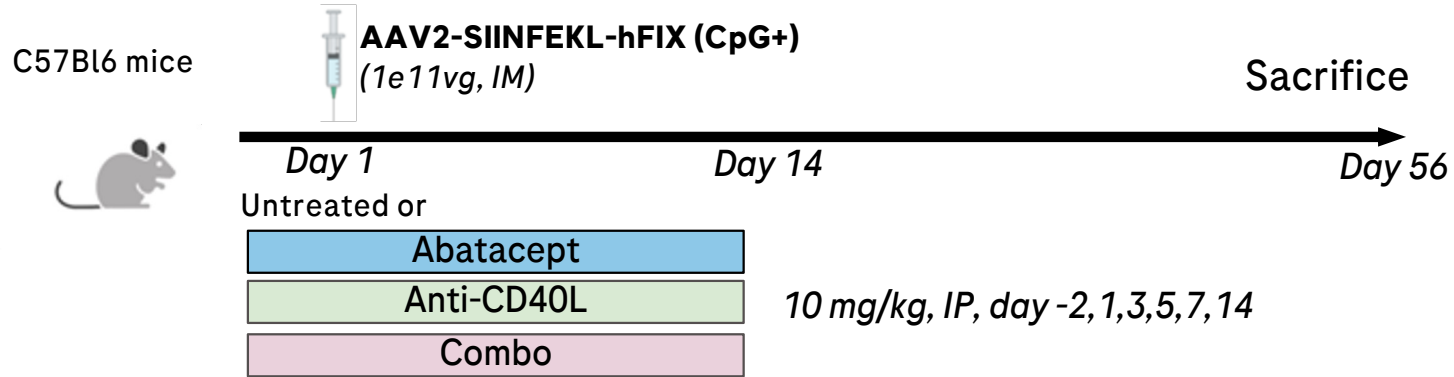 C57Bl6 mice
AAV2-SIINFEKL-hFIX (CpG+)
(1e11vg, IM)
Sacrifice
Day 1
Day 14
Day 56
Untreated or
Abatacept
Anti-CD40L
Combo
10 mg/kg, IP, day -2,1,3,5,7,14